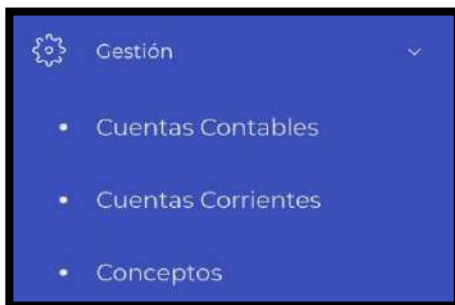 Gestión
Cuentas Contables
Cuentas Corrientes
Conceptos